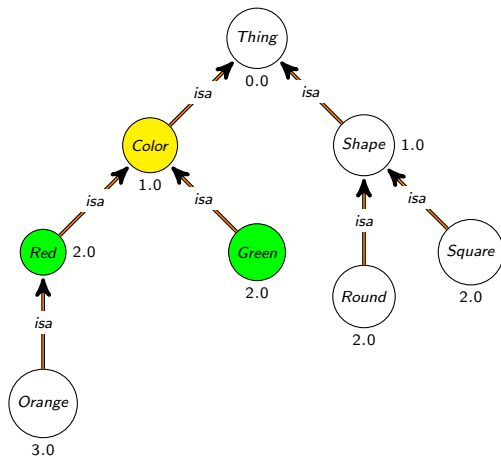 Thing
0.0
isa
isa
Color
1.0
Shape
1.0
isa
isa
isa
isa
Red
2.0
Green
2.0
Square
2.0
Round
2.0
isa
Orange
3.0